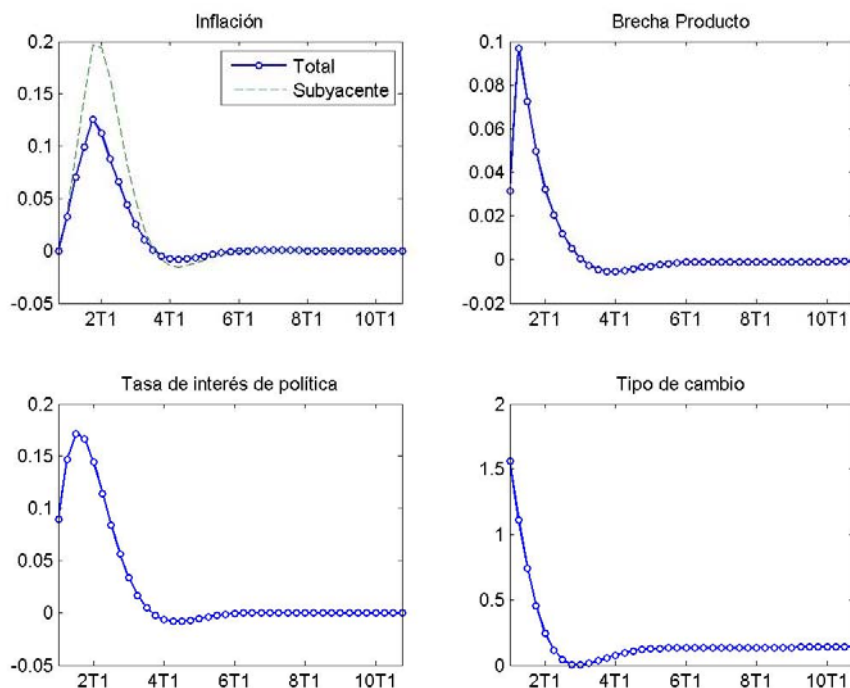 Inflación
0.2
0.15
0.1
0.05
0
-0.05
2T1 4T1 6T1 8T1 10T1
Total
Subyacente
Brecha Producto
0.1
0.08
0.06
0.04
0.02
0
-0.02
2T1 4T1 6T1 8T1 10T1
Tasa de interés de política
0.2
0.15
0.1
0.05
0
-0.05
2T1 4T1 6T1 8T1 10T1
Tipo de cambio
2
1.5
1
0.5
0
2T1 4T1 6T1 8T1 10T1